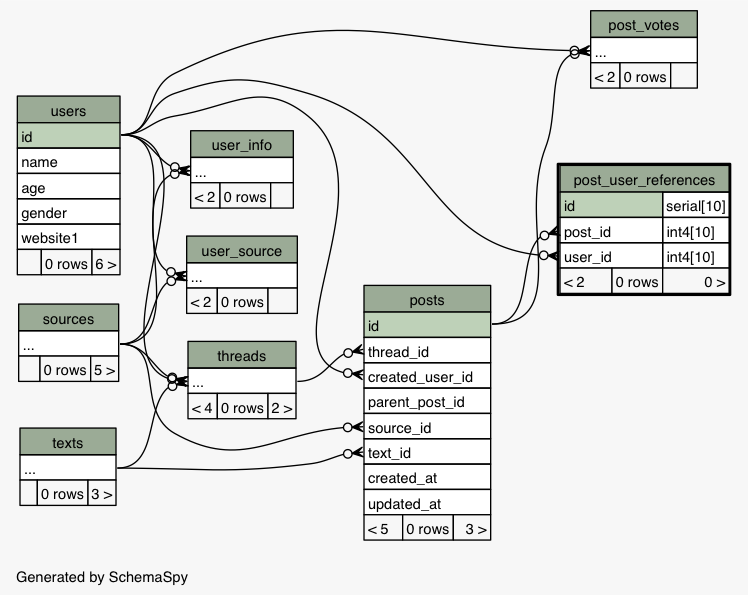 post_votes
...
< 2 0 rows
users
id
name
age
gender
website1
0 rows 6 >
user_info
...
< 2 0 rows
post_user_references
id serial[10]
post_id int4[10]
user_id int4[10]
< 2 0 rows 0 >
user_source
...
< 2 0 rows
sources
...
0 rows 5 >
threads
...
< 4 0 rows 2 >
posts
id
thread_id
created_user_id
parent_post_id
source_id
text_id
created_at
updated_at
< 5 0 rows 3 >
texts
...
0 rows 3 >
Generated by SchemaSpy